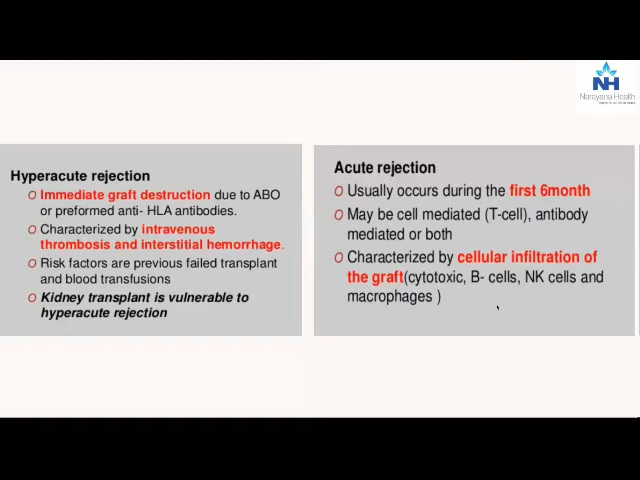 NH
Narayana Health
Hyperacute rejection
O Immediate graft destruction due to ABO
or preformed anti- HLA antibodies.
O Characterized by intravenous
thrombosis and interstitial hemorrhage.
O Risk factors are previous failed transplant
and blood transfusions
O Kidney transplant is vulnerable to
hyperacute rejection
Acute rejection
O Usually occurs during the first 6month
O May be cell mediated (T-cell), antibody
mediated or both
O Characterized by cellular infiltration of
the graft(cytotoxic, B- cells, NK cells and
macrophages )